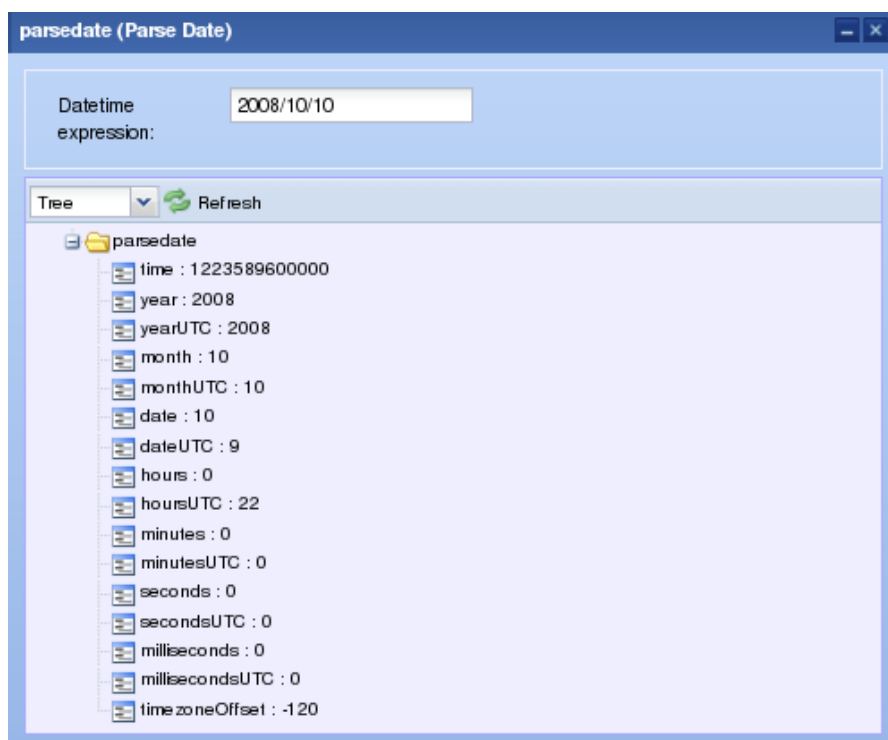 parsedate (Parse Date)
Datetime expression:
2008/10/10
Tree
Refresh
parsedate
time : 1223589600000
year : 2008
yearUTC : 2008
month : 10
monthUTC : 10
date : 10
dateUTC : 9
hours : 0
hoursUTC : 22
minutes : 0
minutesUTC : 0
seconds : 0
secondsUTC : 0
milliseconds : 0
millisecondsUTC : 0
timezoneOffset : -120